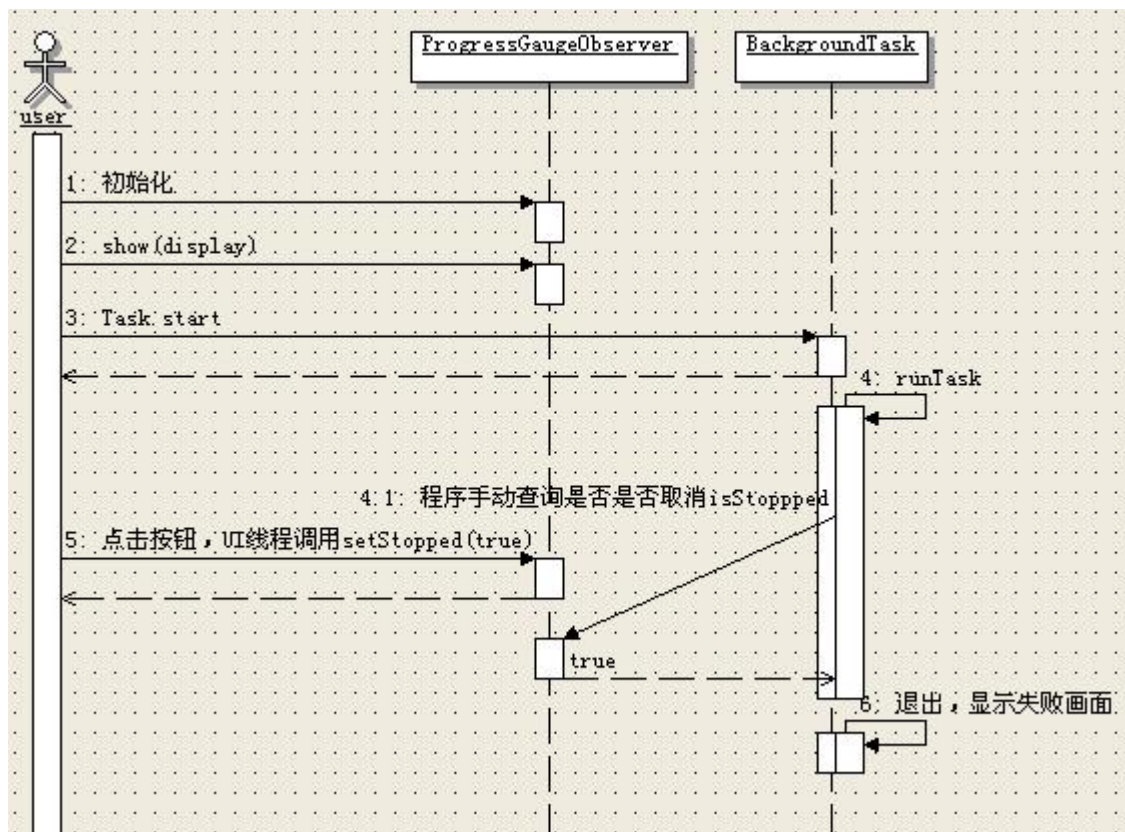 ProgressGaugeObserver
BackgroundTask
user
1: 初始化
2: show(display)
3: Task.start
4: runTask
4.1: 程序手动查询是否是否取消isStoppped
5: 点击按钮，UI线程调用setStopped(true)
true
6: 退出，显示失败画面